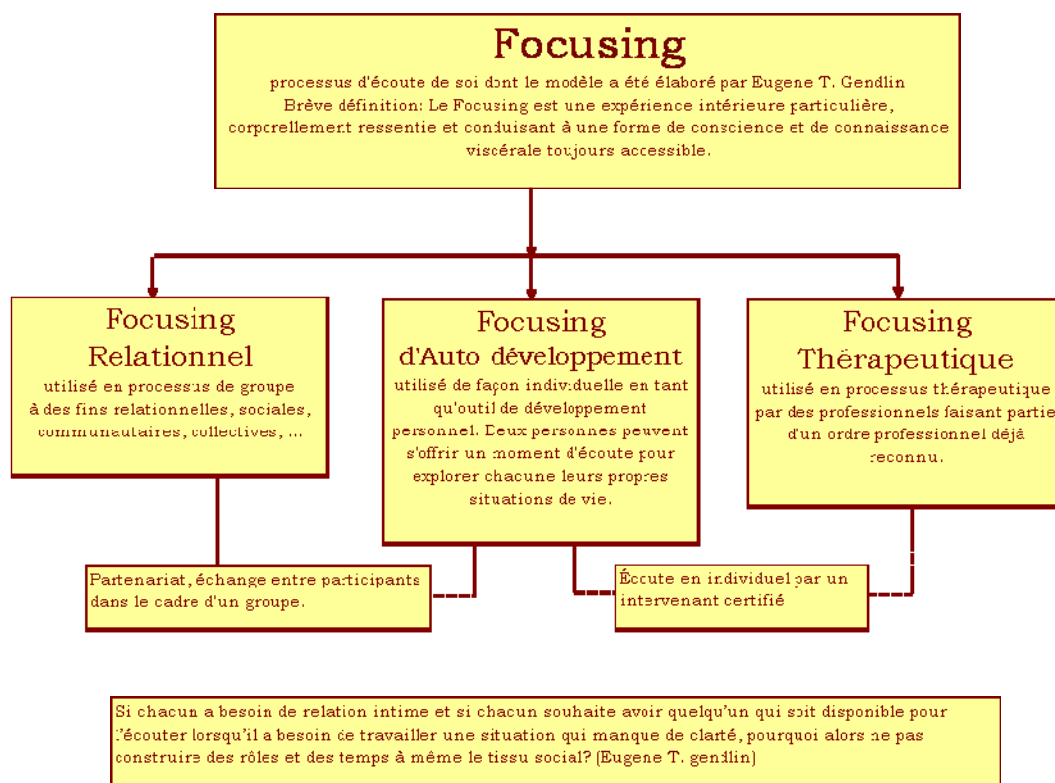 Focusing
processus d'écoute de soi dont le modèle a été élaboré par Eugene T. Gendlin
Brève définition: Le Focusing est une expérience intérieure particulière,
corporellement ressentie et conduisant à une forme de conscience et de connaissance
viscérale toujours accessible.
Focusing
Relationnel
utilisé en processus de groupe
à des fins relationnelles, sociales,
communautaires, collectives, ...
Focusing
d'Auto développement
utilisé de façon individuelle en tant
qu'outil de développement
personnel. Deux personnes peuvent
s'offrir un moment d'écoute pour
explorer chacune leurs propres
situations de vie.
Focusing
Thérapeutique
utilisé en processus thérapeutique
par des professionnels faisant partie
d'un ordre professionnel déjà
reconnu.
Partenariat, échange entre participants
dans le cadre d'un groupe.
Écoute en individuel par un
intervenant certifié
Si chacun a besoin de relation intime et si chacun souhaite avoir quelqu'un qui soit disponible pour
l'écouter lorsqu'il a besoin de travailler une situation qui manque de clarté, pourquoi alors ne pas
construire des rôles et des temps à même le tissu social? (Eugene T. gendlin)